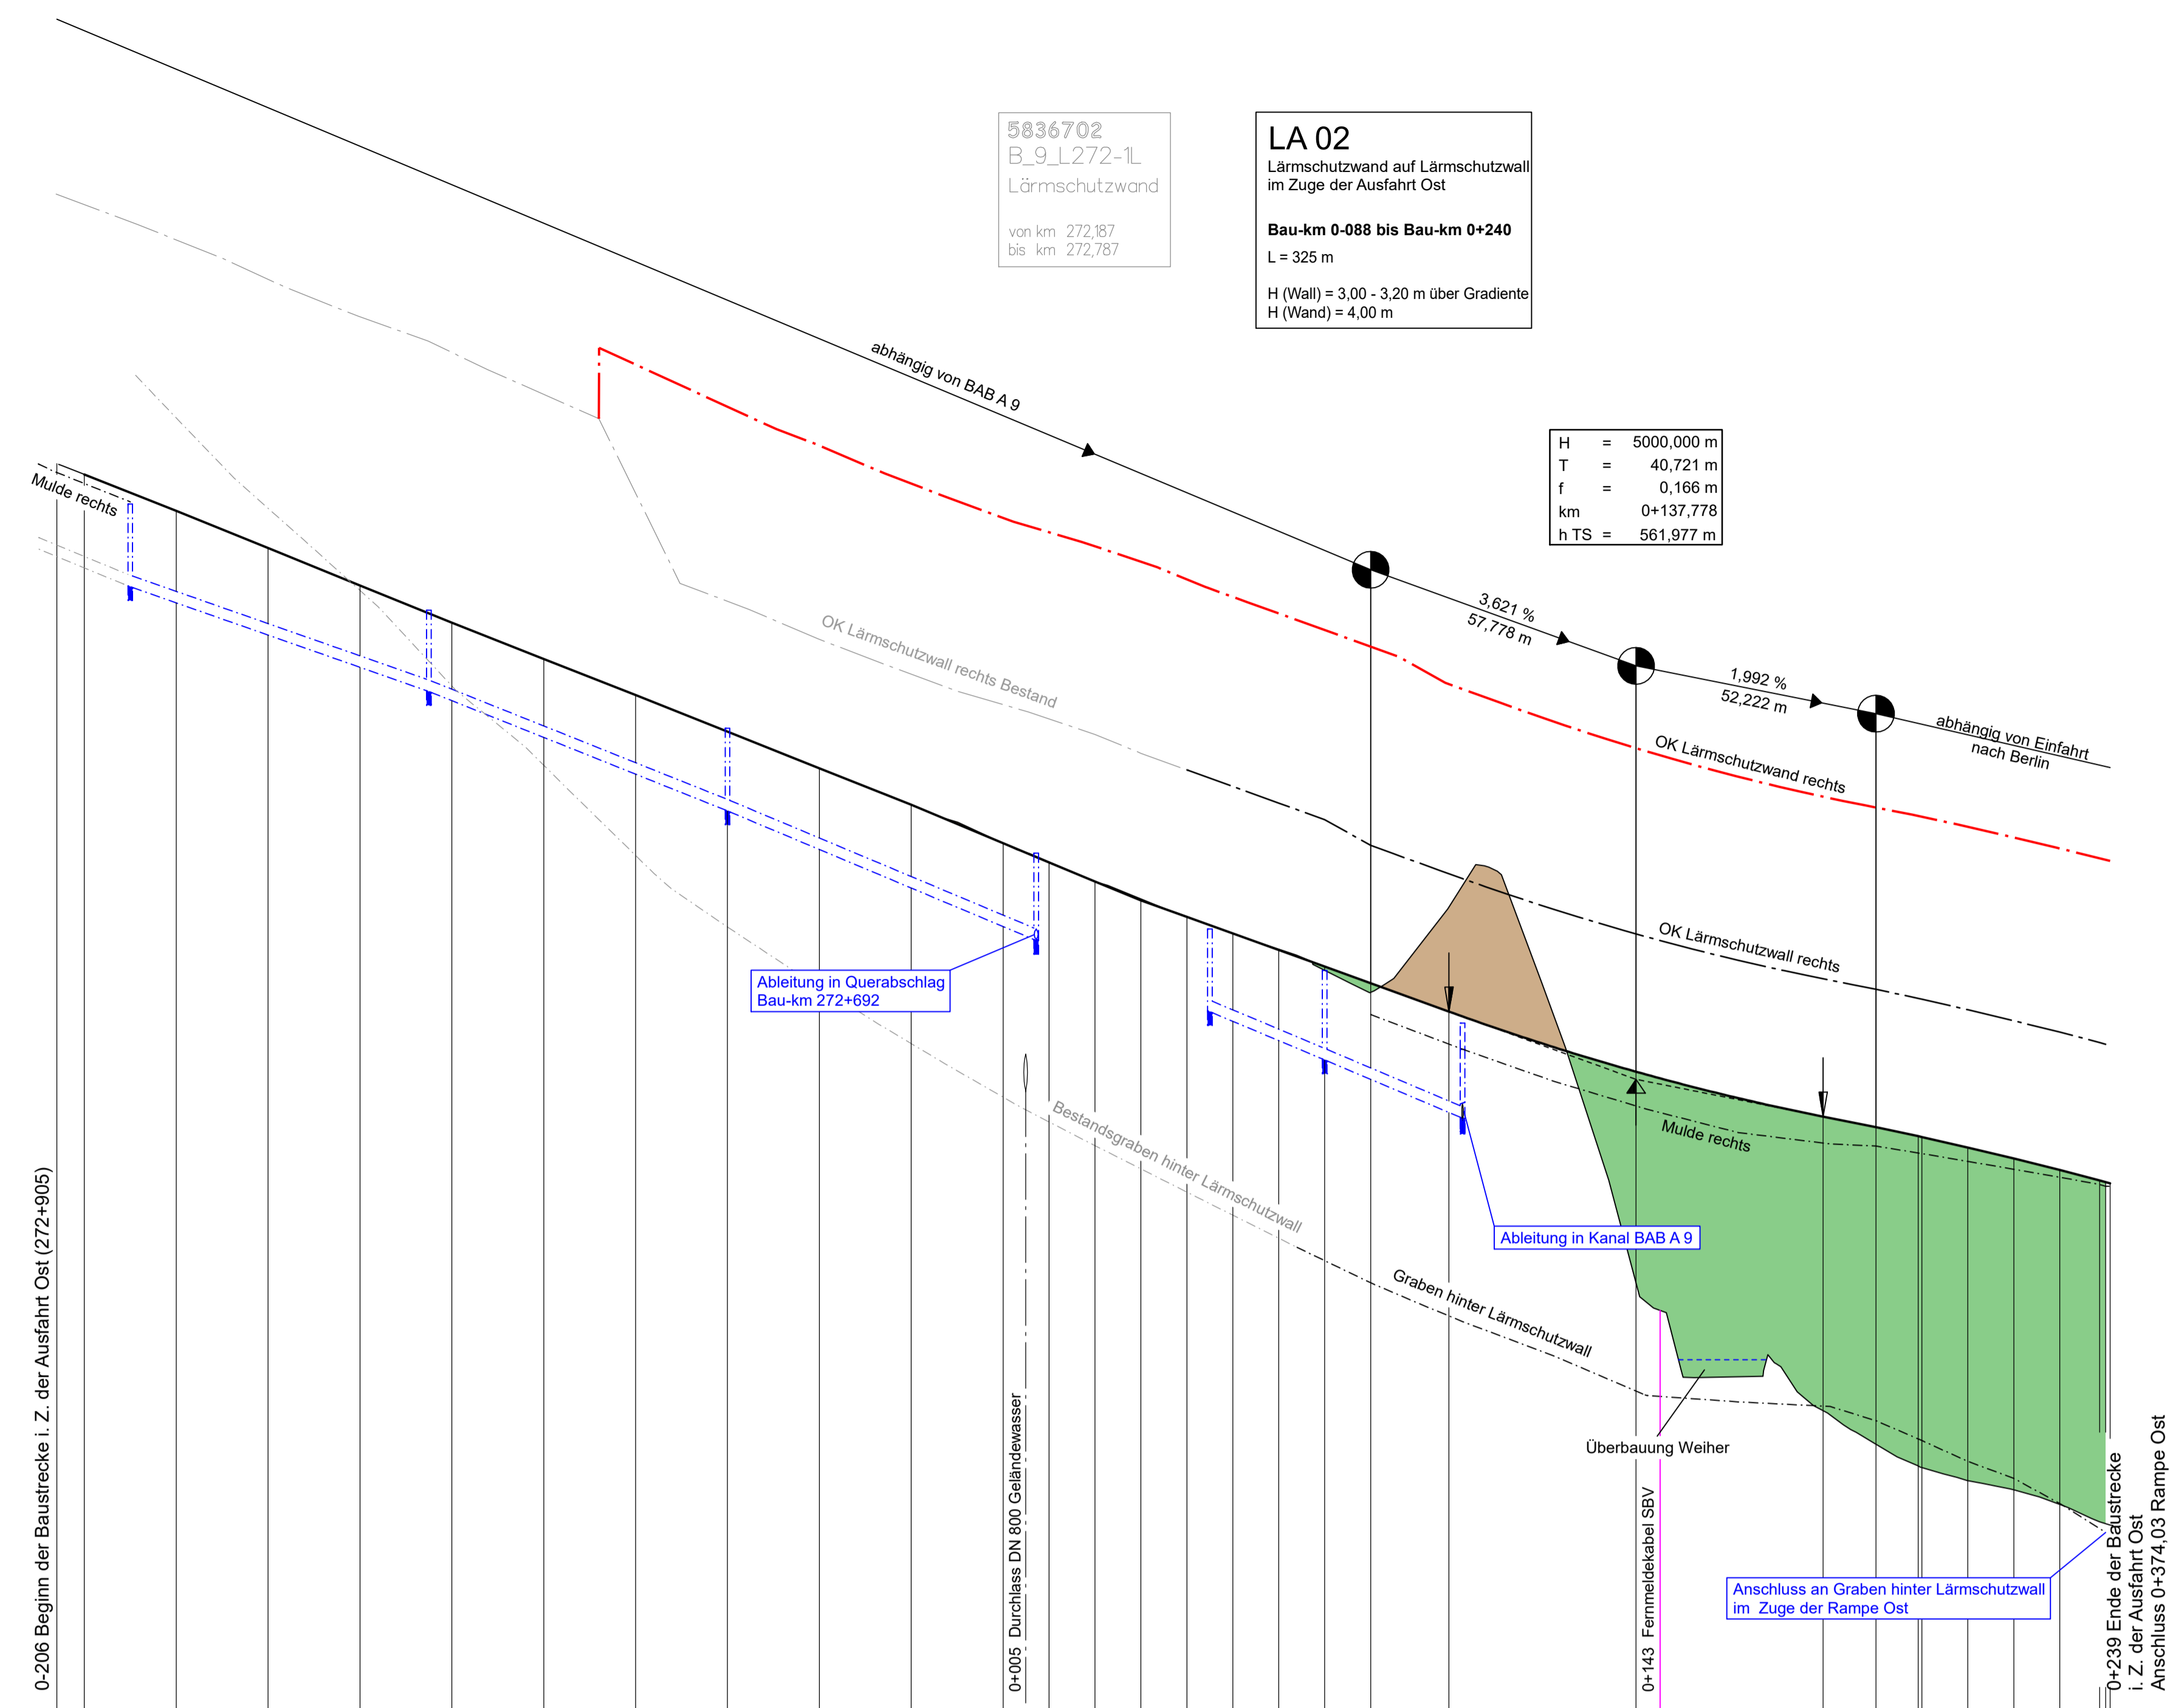 5836702
B_9_L272-1L
Lärmschutzwand
von km 272,187
bis km 272,787
LA 02
Lärmschutzwand auf Lärmschutzwall
im Zuge der Ausfahrt Ost
Bau-km 0-088 bis Bau-km 0+240
L = 325 m
H (Wall) = 3,00 - 3,20 m über Gradiente
H (Wand) = 4,00 m
abhängig von BAB A 9
H = 5000,000 m
T = 40,721 m
f = 0,166 m
km 0+137,778
h TS = 561,977 m
Mulde rechts
3,621 %
57,778 m
1,992 %
52,222 m
abhängig von Einfahrt
nach Berlin
OK Lärmschutzwall rechts Bestand
OK Lärmschutzwand rechts
OK Lärmschutzwall rechts
Ableitung in Querabschlag
Bau-km 272+692
Bestandsgraben hinter Lärmschutzwall
Mulde rechts
Ableitung in Kanal BAB A 9
Graben hinter Lärmschutzwall
Überbauung Weiher
Anschluss an Graben hinter Lärmschutzwall
im Zuge der Rampe Ost
0-206 Beginn der Baustrecke i. Z. der Ausfahrt Ost (272+905)
0+005 Durchlass DN 800 Geländewasser
0+143 Fernmeldekabel SBV
0+239 Ende der Baustrecke
i. Z. der Ausfahrt Ost
Anschluss 0+374,03 Rampe Ost